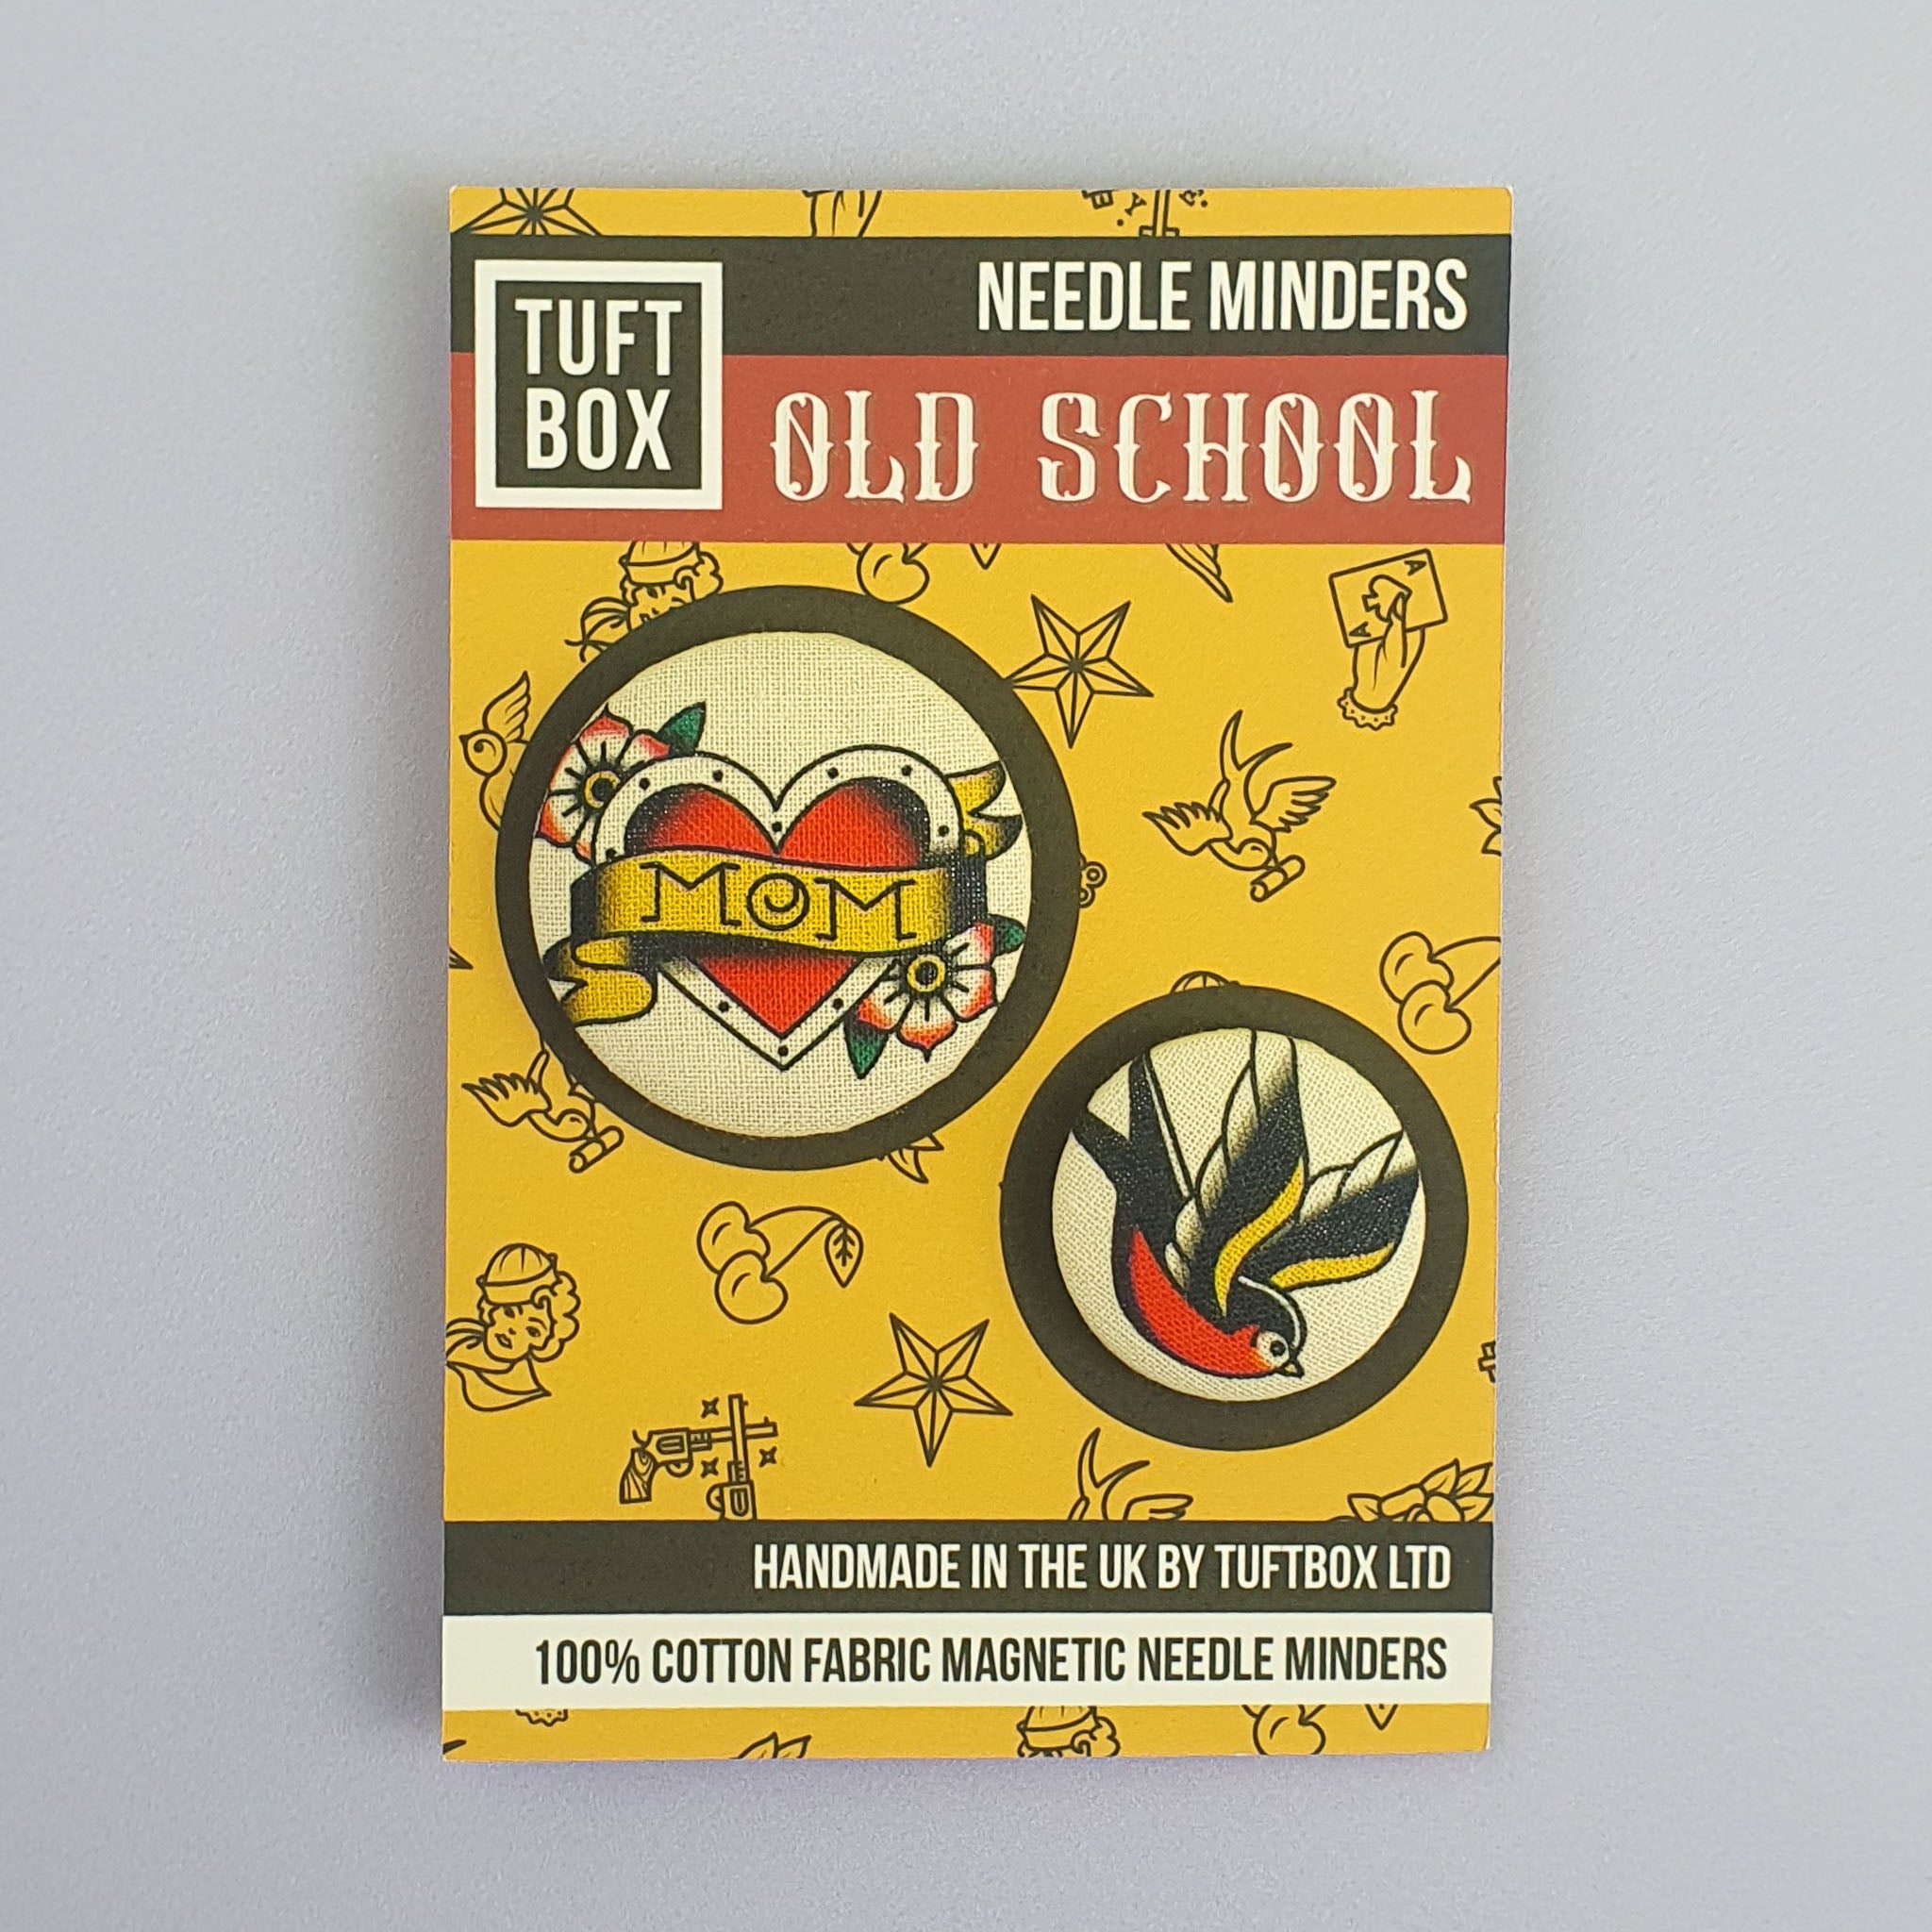 NEEDLE MINDERS
TUFT
BOX
OLD SCHOOL
A
A
MOM
HANDMADE IN THE UK BY TUFTBOX LTD
100% COTTON FABRIC MAGNETIC NEEDLE MINDERS